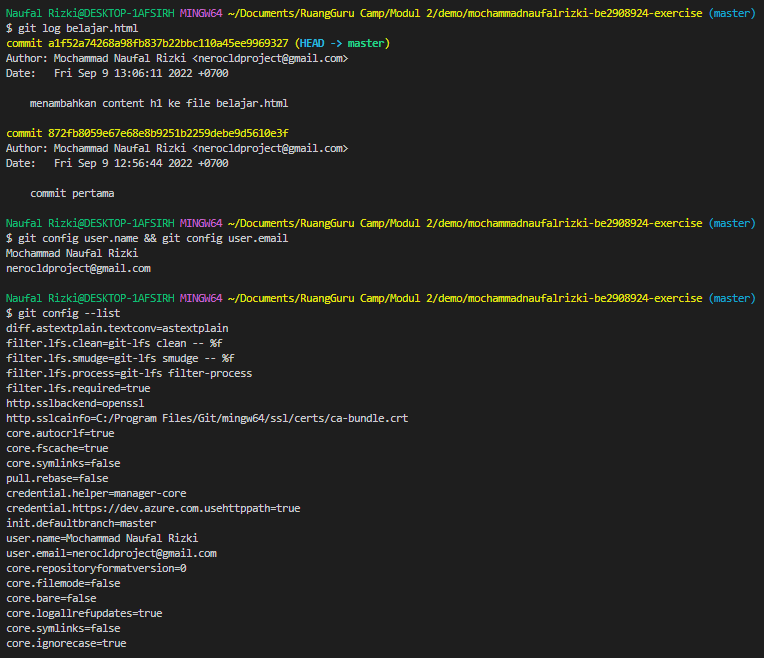 Naufal Rizki@DESKTOP-1AFSIRH MINGW64 ~/Documents/RuangGuru Camp/Modul 2/demo/mochammadnaufalrizki-be2908924-exercise (master)
$ git log belajar.html
commit a1f52a74268a98fb837b22bbc110a45ee9969327 (HEAD -> master)
Author: Mochammad Naufal Rizki <nerocldproject@gmail.com>
Date:   Fri Sep 9 13:06:11 2022 +0700

    menambahkan content h1 ke file belajar.html

commit 872fb8059e67e68e8b9251b2259debe9d5610e3f
Author: Mochammad Naufal Rizki <nerocldproject@gmail.com>
Date:   Fri Sep 9 12:56:44 2022 +0700

    commit pertama

Naufal Rizki@DESKTOP-1AFSIRH MINGW64 ~/Documents/RuangGuru Camp/Modul 2/demo/mochammadnaufalrizki-be2908924-exercise (master)
$ git config user.name && git config user.email
Mochammad Naufal Rizki
nerocldproject@gmail.com

Naufal Rizki@DESKTOP-1AFSIRH MINGW64 ~/Documents/RuangGuru Camp/Modul 2/demo/mochammadnaufalrizki-be2908924-exercise (master)
$ git config --list
diff.astextplain.textconv=astextplain
filter.lfs.clean=git-lfs clean -- %f
filter.lfs.smudge=git-lfs smudge -- %f
filter.lfs.process=git-lfs filter-process
filter.lfs.required=true
http.sslbackend=openssl
http.sslcainfo=C:/Program Files/Git/mingw64/ssl/certs/ca-bundle.crt
core.autocrlf=true
core.fscache=true
core.symlinks=false
pull.rebase=false
credential.helper=manager-core
credential.https://dev.azure.com.usehttppath=true
init.defaultbranch=master
user.name=Mochammad Naufal Rizki
user.email=nerocldproject@gmail.com
core.repositoryformatversion=0
core.filemode=false
core.bare=false
core.logallrefupdates=true
core.symlinks=false
core.ignorecase=true